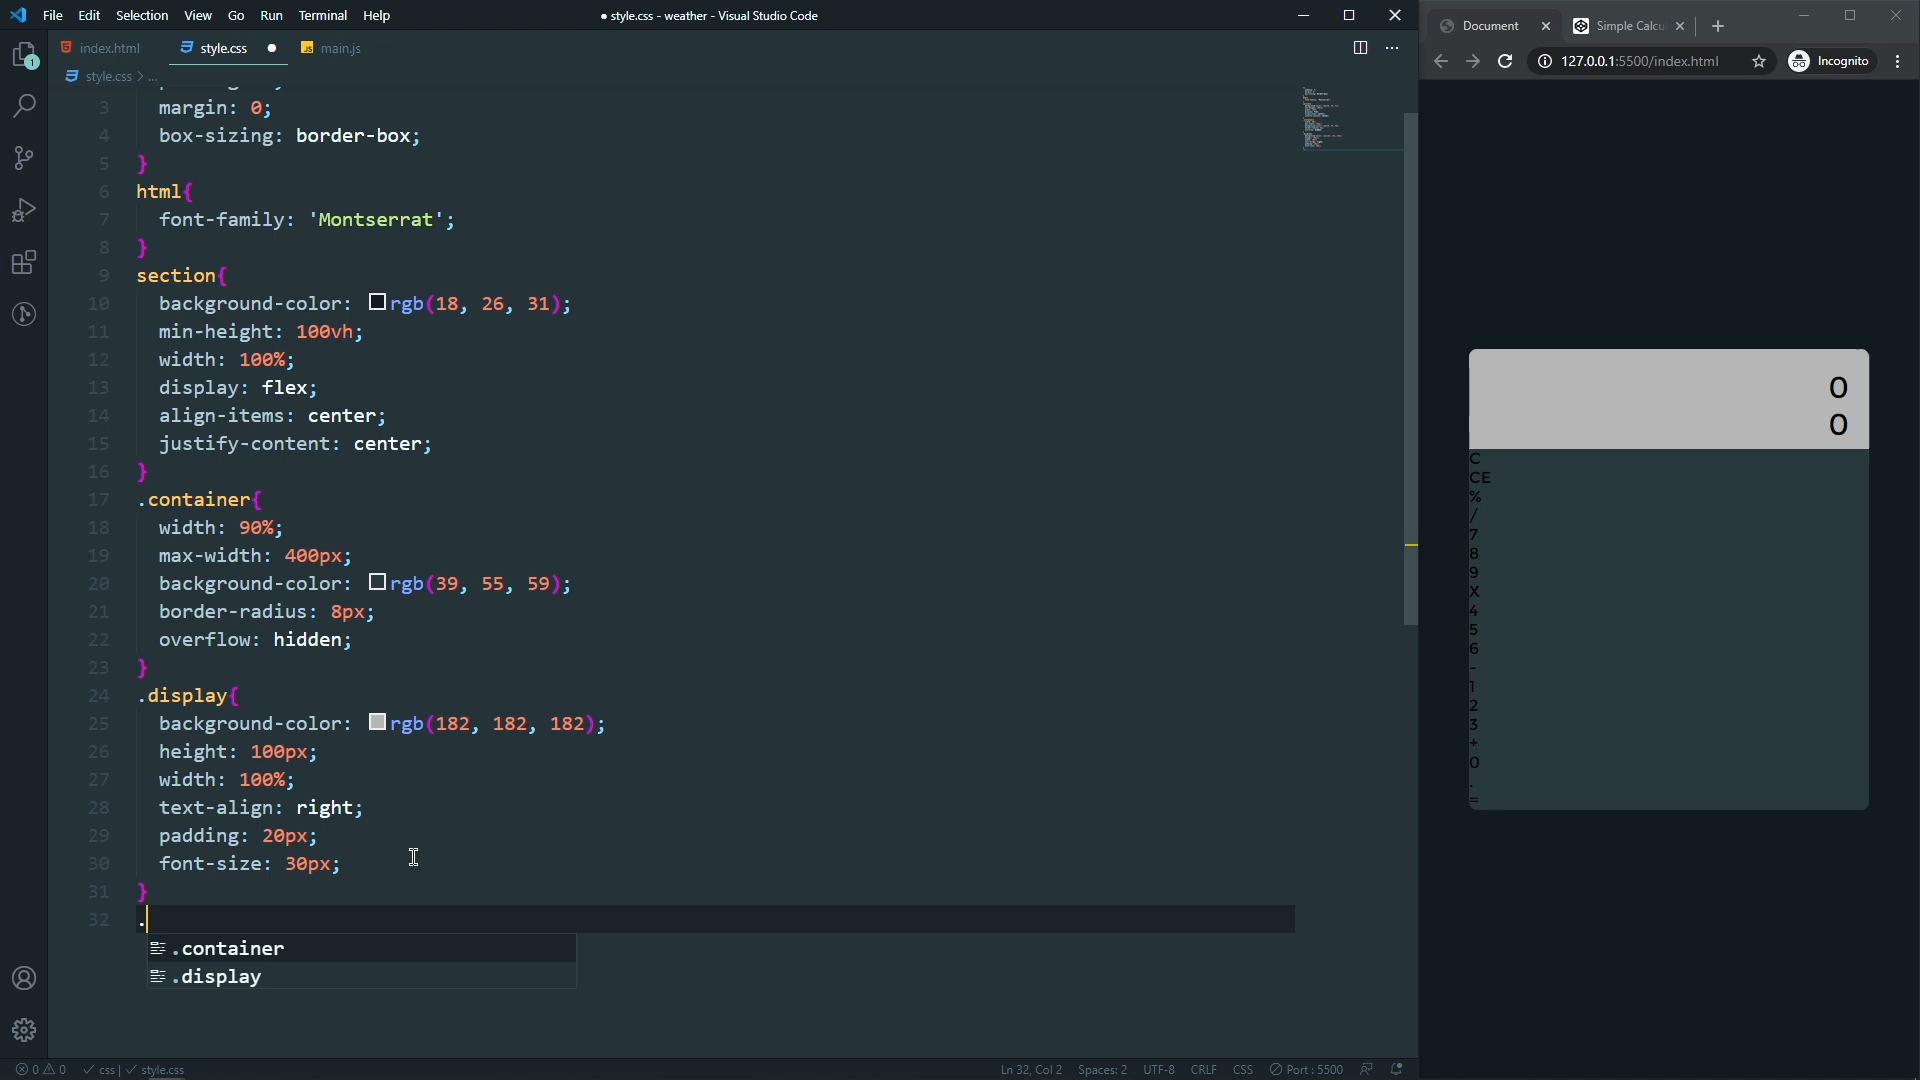 File Edit Selection View Go Run Terminal Help
● style.css - weather - Visual Studio Code
index.html
style.css ●
main.js
style.css > ...
3 margin: 0;
4 box-sizing: border-box;
5 }
6 html{
7 font-family: 'Montserrat';
8 }
9 section{
10 background-color: rgb(18, 26, 31);
11 min-height: 100vh;
12 width: 100%;
13 display: flex;
14 align-items: center;
15 justify-content: center;
16 }
17 .container{
18 width: 90%;
19 max-width: 400px;
20 background-color: rgb(39, 55, 59);
21 border-radius: 8px;
22 overflow: hidden;
23 }
24 .display{
25 background-color: rgb(182, 182, 182);
26 height: 100px;
27 width: 100%;
28 text-align: right;
29 padding: 20px;
30 font-size: 30px;
31 }
32 .
.container
.display
1
0 0 css | style.css
Ln 32, Col 2 Spaces: 2 UTF-8 CRLF CSS Port : 5500
Document
Simple Calcu
127.0.0.1:5500/index.html
Incognito
0
0
C
CE
%
/
7
8
9
X
4
5
6
-
1
2
3
+
0
.
=